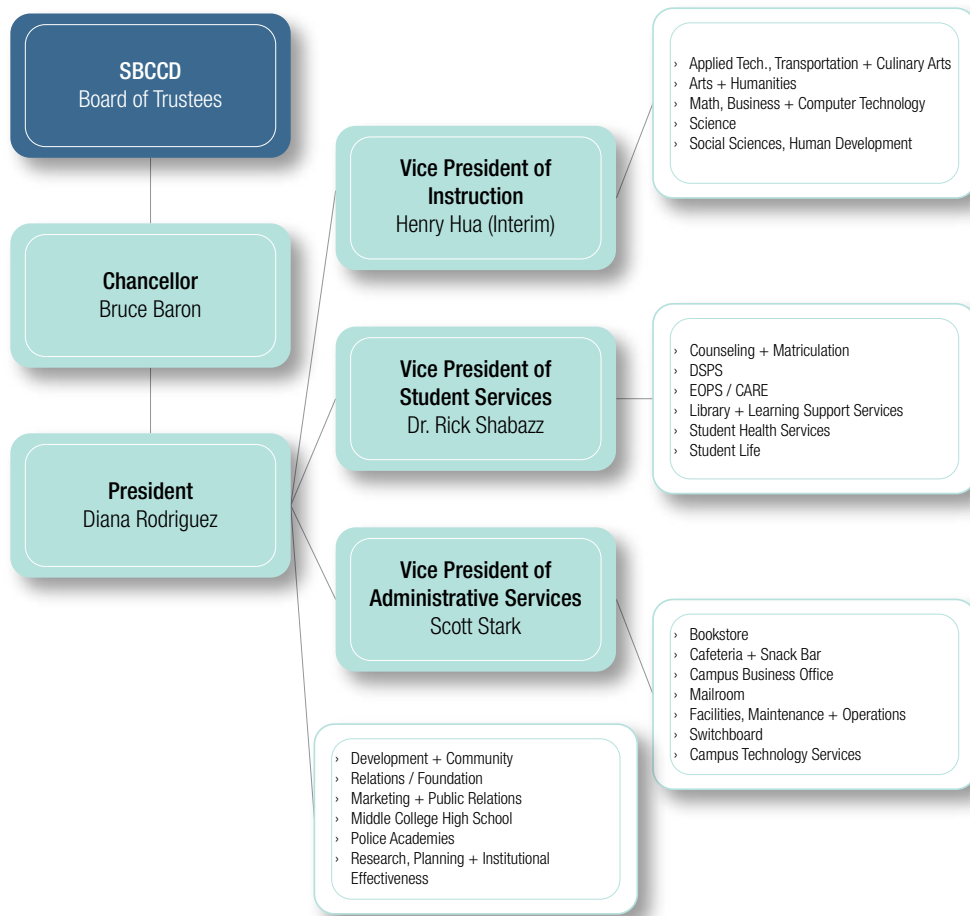 SBCCD
Board of Trustees
Chancellor
Bruce Baron
President
Diana Rodriguez
Vice President of
Instruction
Henry Hua (Interim)
› Applied Tech., Transportation + Culinary Arts
› Arts + Humanities
› Math, Business + Computer Technology
› Science
› Social Sciences, Human Development
Vice President of
Student Services
Dr. Rick Shabazz
› Counseling + Matriculation
› DSPS
› EOPS / CARE
› Library + Learning Support Services
› Student Health Services
› Student Life
Vice President of
Administrative Services
Scott Stark
› Bookstore
› Cafeteria + Snack Bar
› Campus Business Office
› Mailroom
› Facilities, Maintenance + Operations
› Switchboard
› Campus Technology Services
› Development + Community
› Relations / Foundation
› Marketing + Public Relations
› Middle College High School
› Police Academies
› Research, Planning + Institutional
Effectiveness